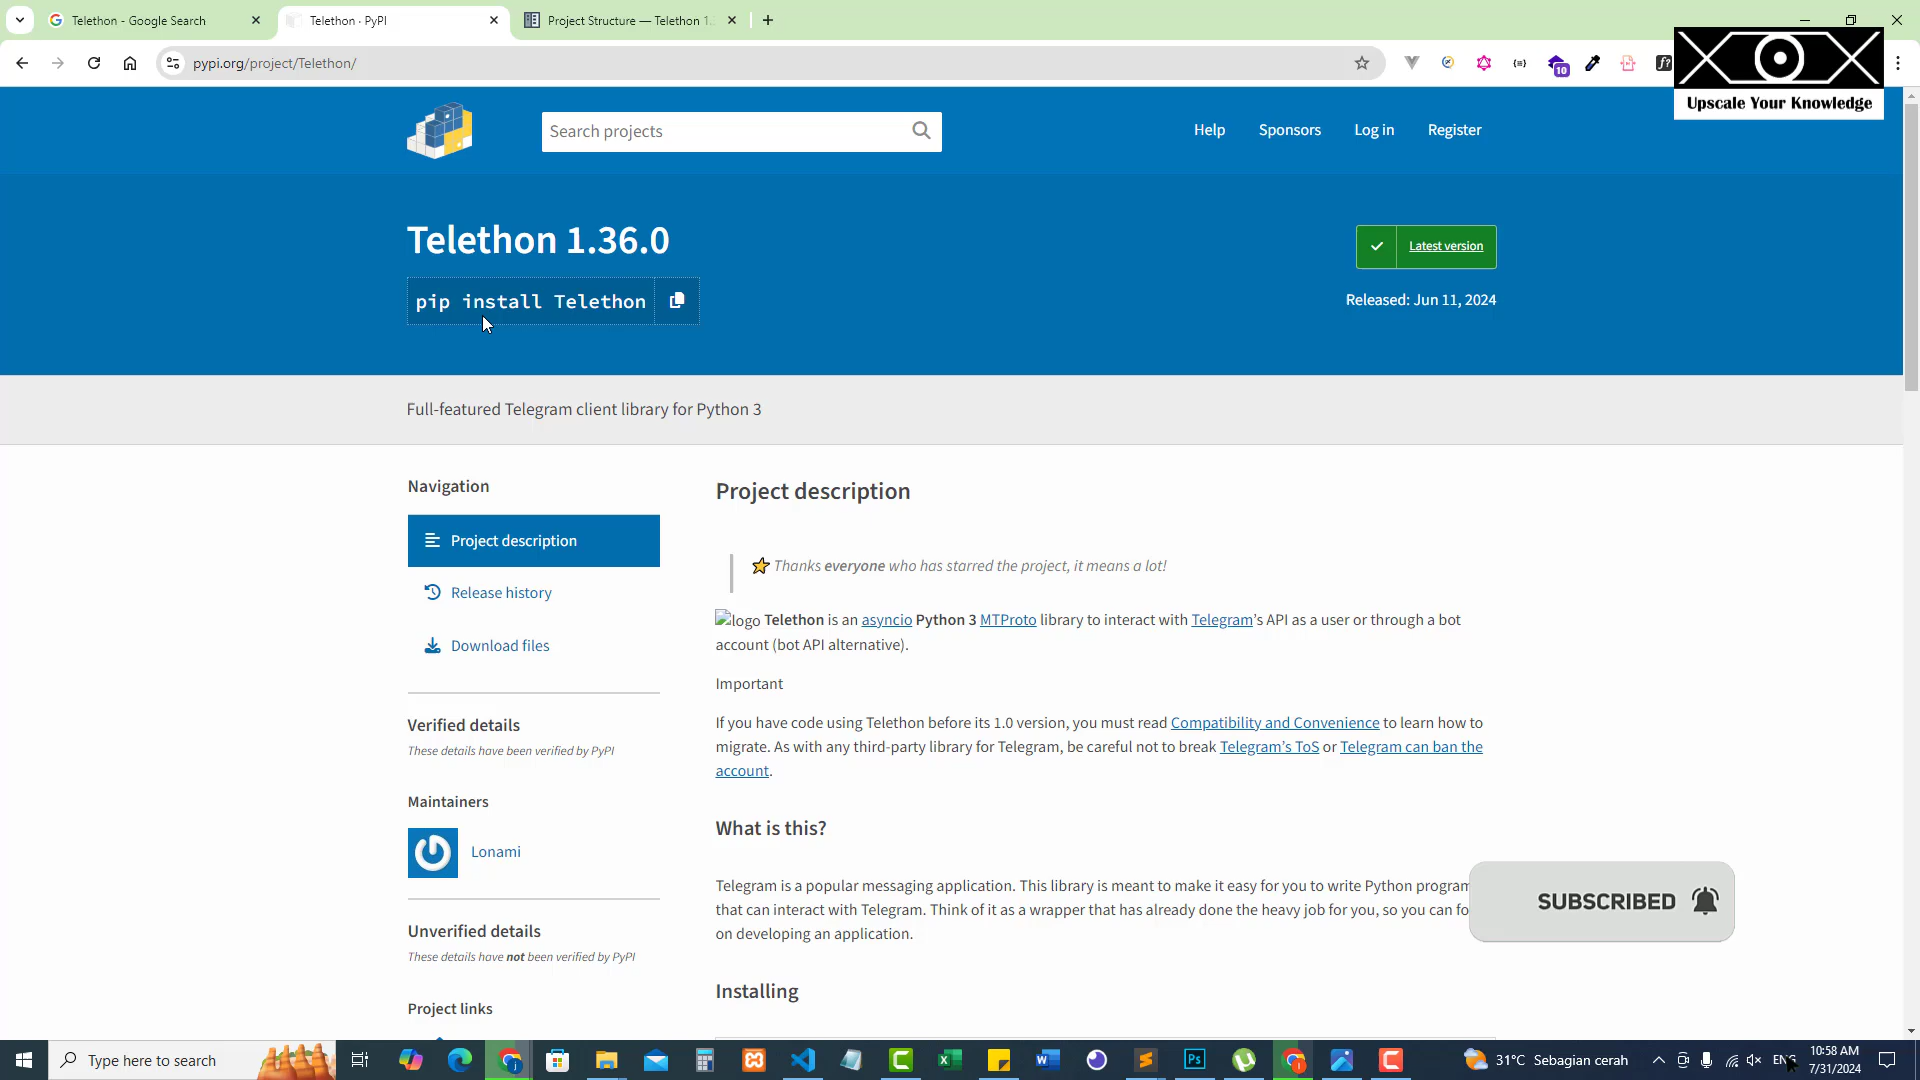 Telethon - Google Search
Telethon · PyPI
Project Structure — Telethon 1.
pypi.org/project/Telethon/
10
f?
XOX
Upscale Your Knowledge
Search projects
Help
Sponsors
Log in
Register
Telethon 1.36.0
pip install Telethon
Latest version
Released: Jun 11, 2024
Full-featured Telegram client library for Python 3
Navigation
Project description
Release history
Download files
Verified details
These details have been verified by PyPI
Maintainers
Lonami
Unverified details
These details have not been verified by PyPI
Project links
Project description
Thanks everyone who has starred the project, it means a lot!
logo Telethon is an asyncio Python 3 MTProto library to interact with Telegram’s API as a user or through a bot
account (bot API alternative).
Important
If you have code using Telethon before its 1.0 version, you must read Compatibility and Convenience to learn how to
migrate. As with any third-party library for Telegram, be careful not to break Telegram’s ToS or Telegram can ban the
account.
What is this?
Telegram is a popular messaging application. This library is meant to make it easy for you to write Python program
that can interact with Telegram. Think of it as a wrapper that has already done the heavy job for you, so you can fo
on developing an application.
Installing
SUBSCRIBED
Type here to search
Ps
31°C Sebagian cerah
ENG
10:58 AM
7/31/2024